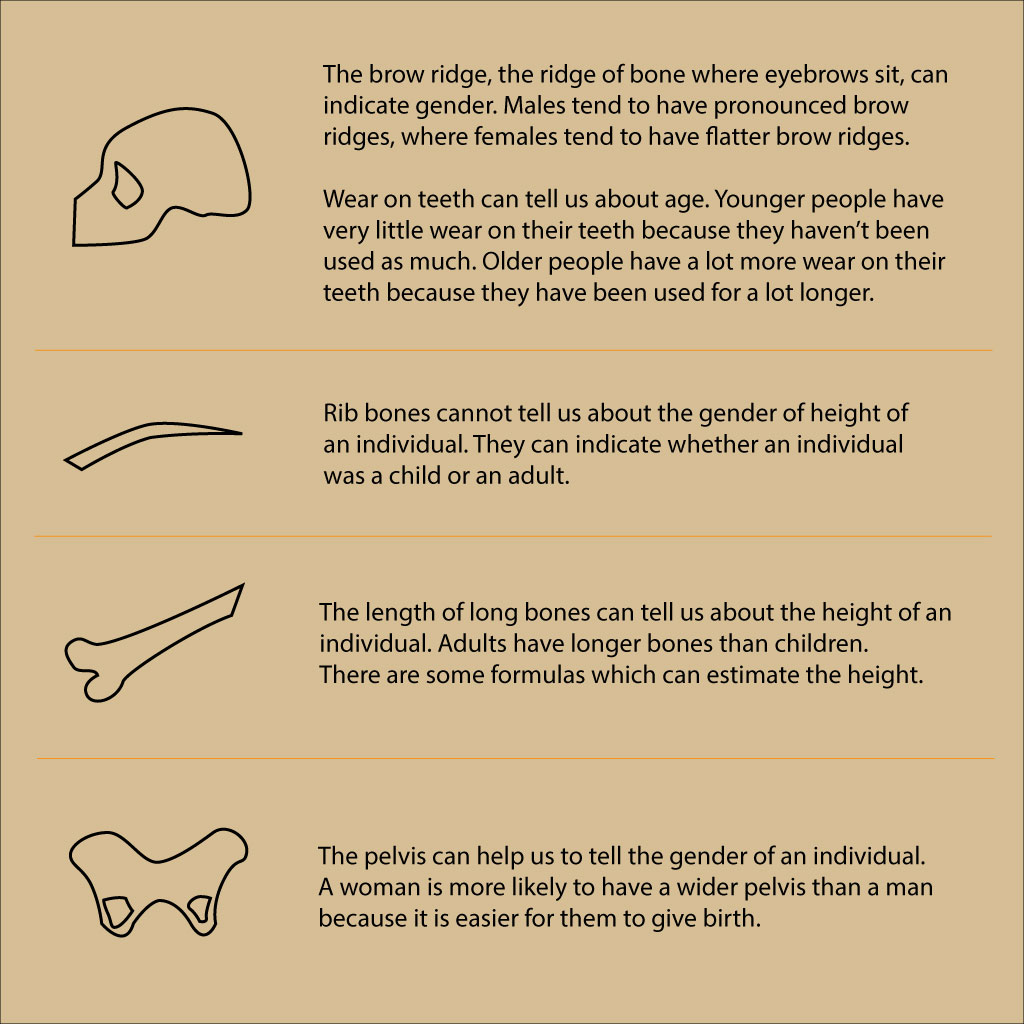 The brow ridge, the ridge of bone where eyebrows sit, can
indicate gender. Males tend to have pronounced brow
ridges, where females tend to have flatter brow ridges.
Wear on teeth can tell us about age. Younger people have
very little wear on their teeth because they haven’t been
used as much. Older people have a lot more wear on their
teeth because they have been used for a lot longer.
Rib bones cannot tell us about the gender of height of
an individual. They can indicate whether an individual
was a child or an adult.
The length of long bones can tell us about the height of an
individual. Adults have longer bones than children.
There are some formulas which can estimate the height.
The pelvis can help us to tell the gender of an individual.
A woman is more likely to have a wider pelvis than a man
because it is easier for them to give birth.